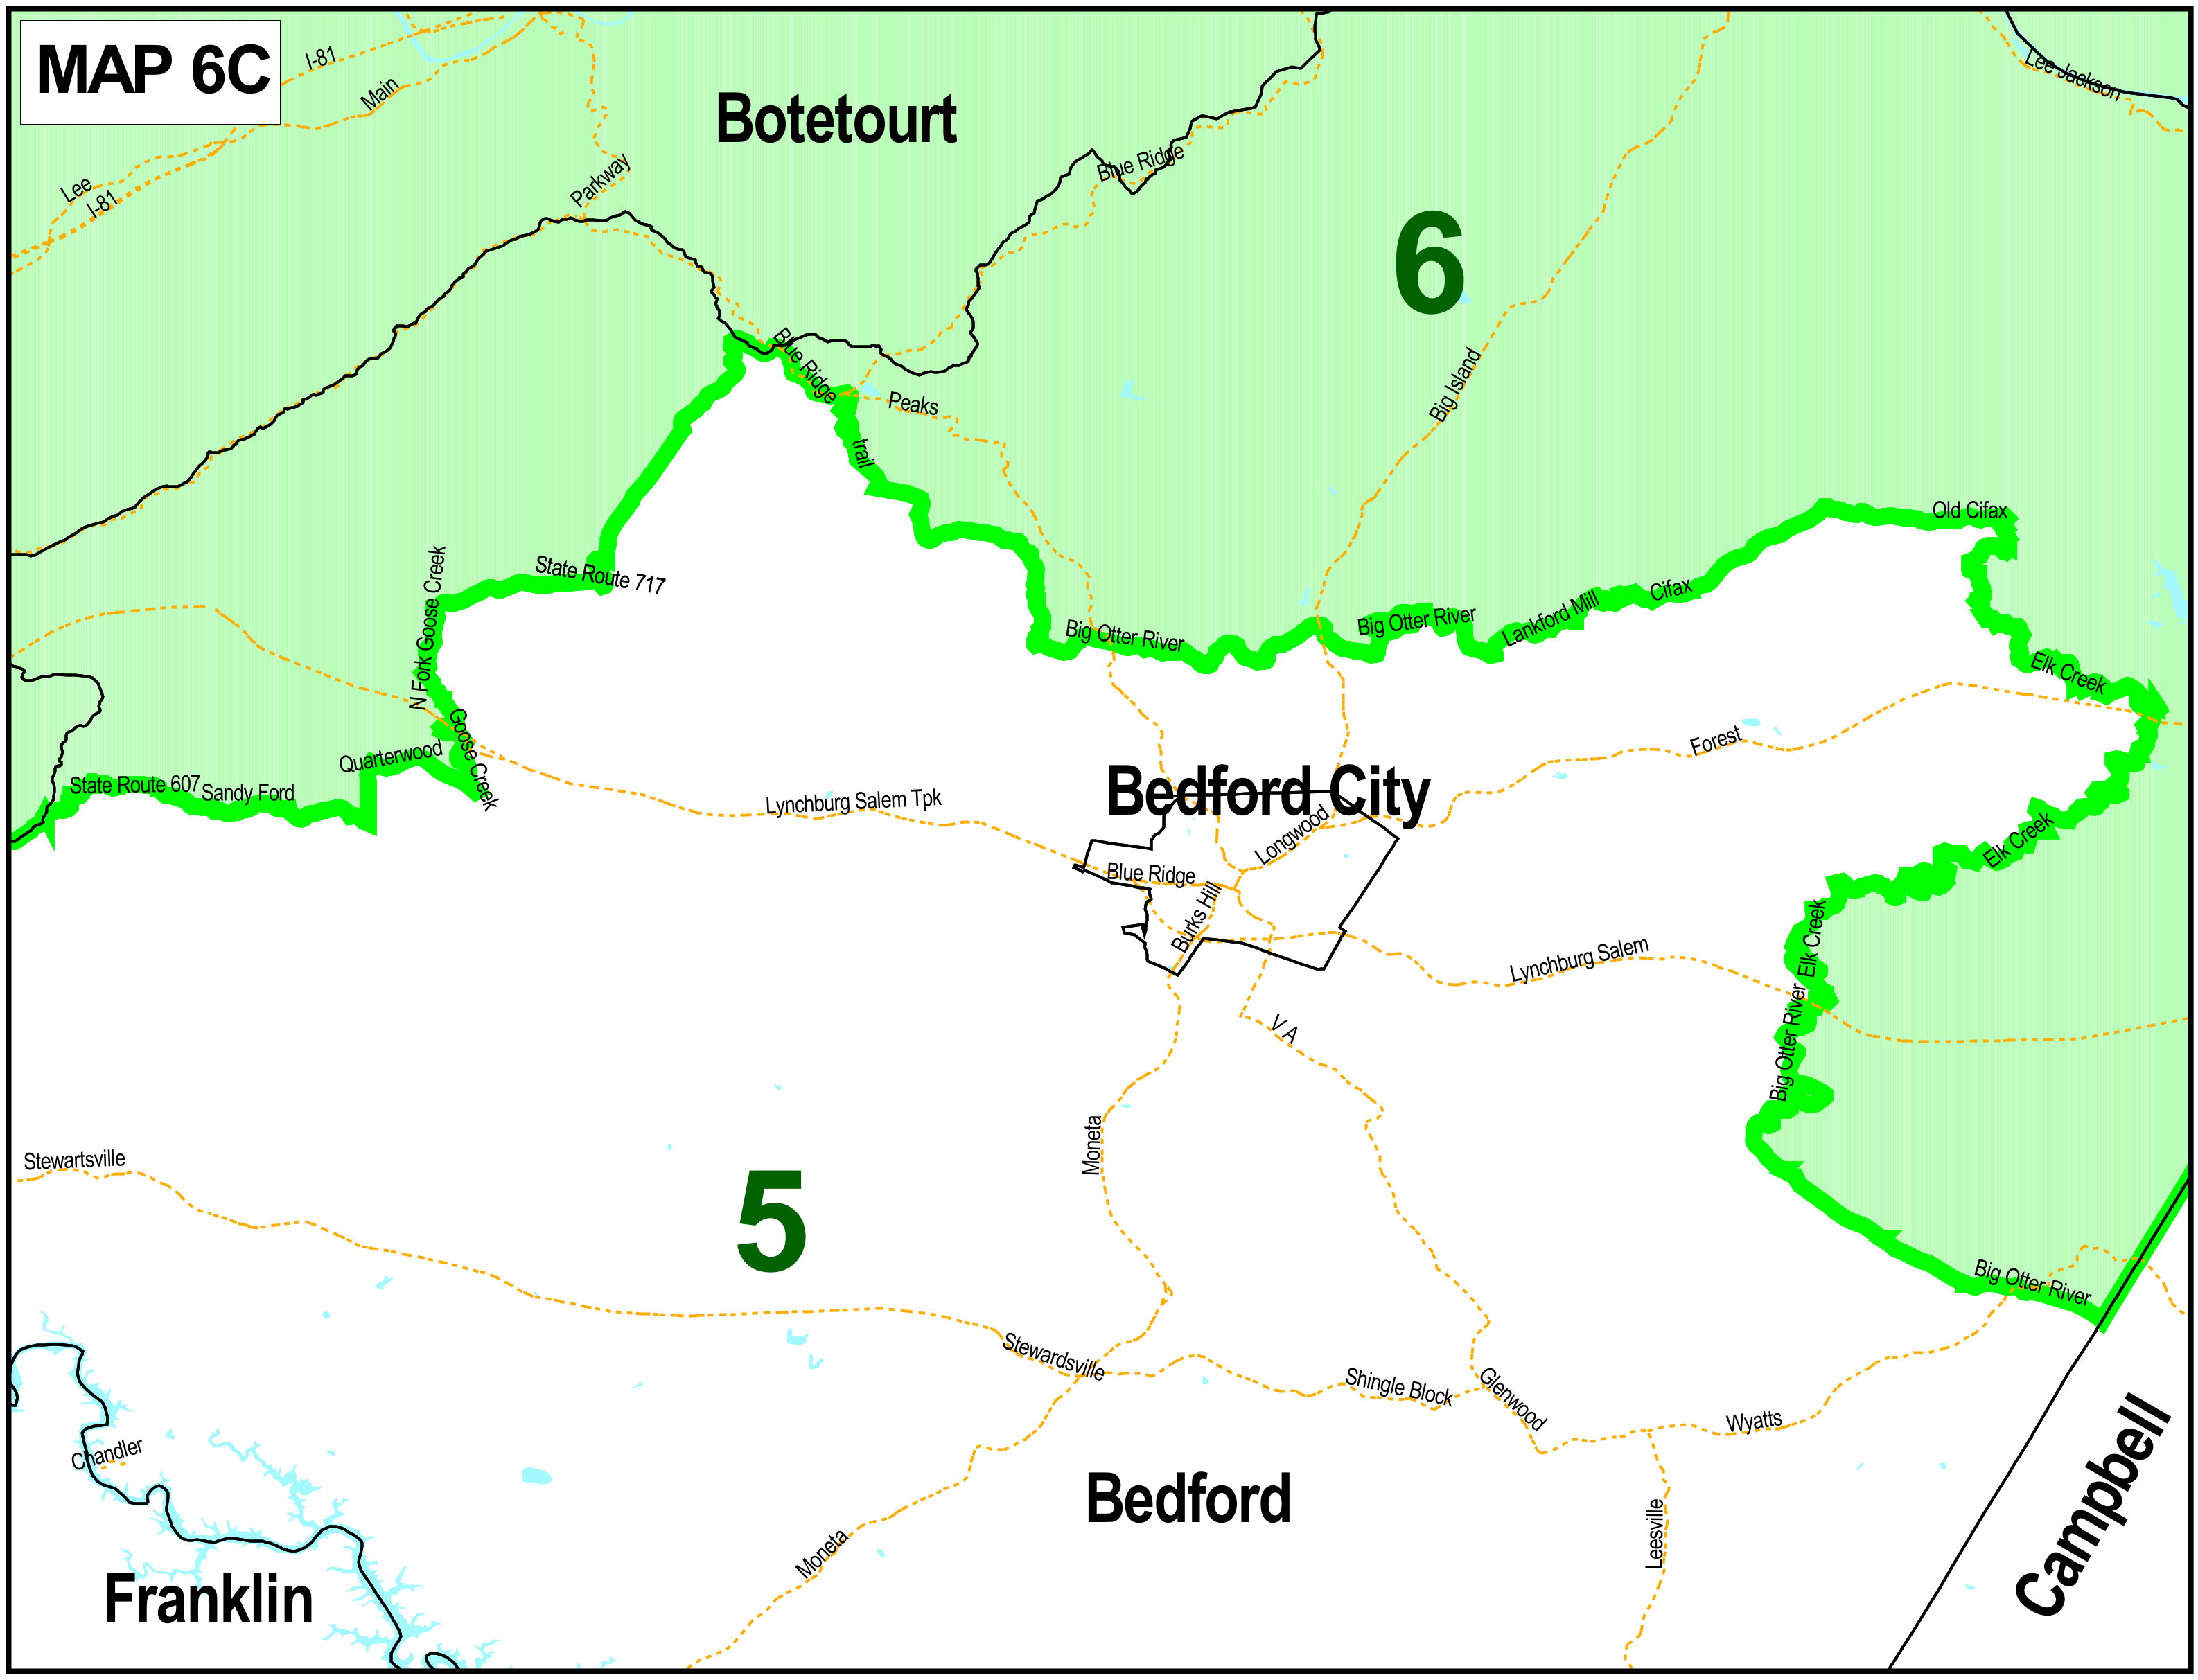 MAP 6C
I-81
Main
Lee Jackson
Botetourt
Blue Ridge
Parkway
Lee
I-81
6
Blue Ridge
Peaks
Big Island
trail
Old Cifax
State Route 717
N Fork Goose Creek
Cifax
Lankford Mill
Big Otter River
Big Otter River
Elk Creek
Goose Creek
Quarterwood
Forest
State Route 607
Sandy Ford
Lynchburg Salem Tpk
Bedford City
Longwood
Elk Creek
Blue Ridge
Burks Hill
Elk Creek
Lynchburg Salem
V A
Big Otter River
Moneta
Stewartsville
5
Big Otter River
Stewardsville
Shingle Block
Glenwood
Wyatts
Chandler
Bedford
Campbell
Moneta
Leesville
Franklin